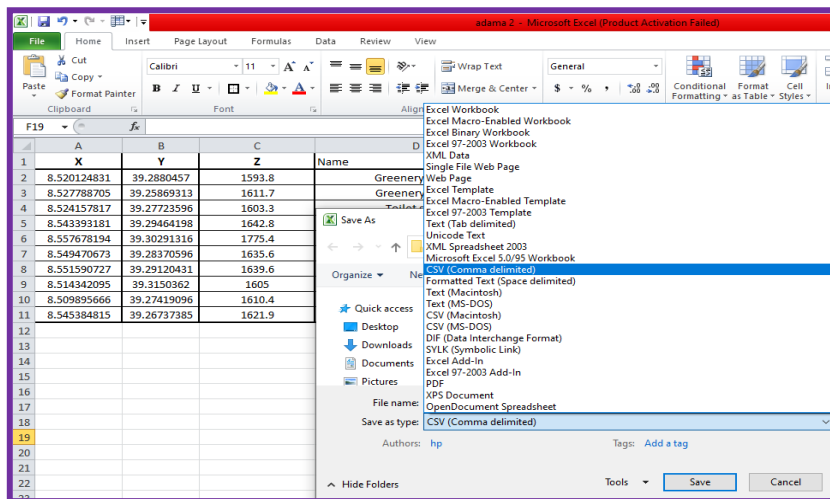 adama 2 - Microsoft Excel (Product Activation Failed)
File Home Insert Page Layout Formulas Data Review View
Paste
Cut
Copy
Format Painter
Clipboard
Calibri 11
B I U
Font
Wrap Text
Merge & Center
General
$ % ,
Conditional Formatting
Format as Table
Cell Styles
F19 fx
A B C D
1 X Y Z Name
2 8.520124831 39.2880457 1593.8 Greenery
3 8.527788705 39.25869313 1611.7 Greenery
4 8.524157817 39.27723596 1603.3 Toilet
5 8.543393181 39.29464198 1642.8
6 8.557678194 39.30291316 1775.4
7 8.549470673 39.28370596 1635.6
8 8.551590727 39.29120431 1639.6
9 8.514342095 39.3150362 1605
10 8.509895666 39.27419096 1610.4
11 8.545384815 39.26737385 1621.9
12
13
14
15
16
17
18
19
20
21
22
Excel Workbook
Excel Macro-Enabled Workbook
Excel Binary Workbook
Excel 97-2003 Workbook
XML Data
Single File Web Page
Web Page
Excel Template
Excel Macro-Enabled Template
Excel 97-2003 Template
Text (Tab delimited)
Unicode Text
XML Spreadsheet 2003
Microsoft Excel 5.0/95 Workbook
CSV (Comma delimited)
Formatted Text (Space delimited)
Text (Macintosh)
Text (MS-DOS)
CSV (Macintosh)
CSV (MS-DOS)
DIF (Data Interchange Format)
SYLK (Symbolic Link)
Excel Add-In
Excel 97-2003 Add-In
PDF
XPS Document
OpenDocument Spreadsheet
Save As
Organize
Quick access
Desktop
Downloads
Documents
Pictures
File name:
Save as type: CSV (Comma delimited)
Authors: hp Tags: Add a tag
Hide Folders Tools Save Cancel